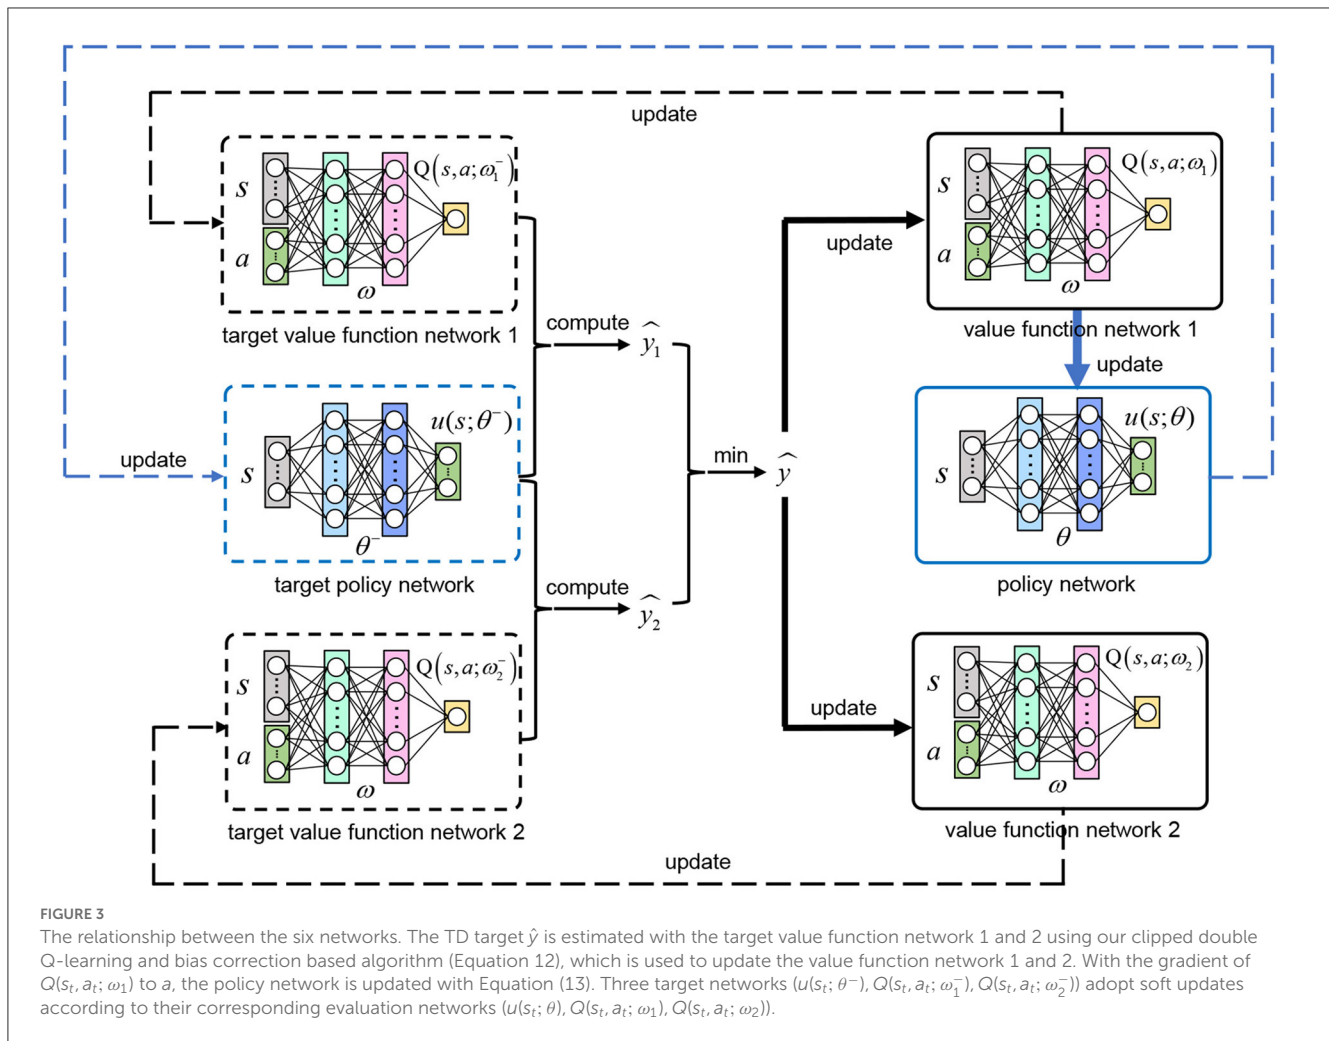 update
Q(s,a;ω₁⁻)
s
a
ω
target value function network 1
Q(s,a;ω₁)
s
a
ω
value function network 1
update
compute
ŷ₁
update
u(s;θ⁻)
s
θ⁻
target policy network
update
min
ŷ
u(s;θ)
s
θ
policy network
compute
ŷ₂
Q(s,a;ω₂⁻)
s
a
ω
target value function network 2
update
Q(s,a;ω₂)
s
a
ω
value function network 2
update
FIGURE 3
The relationship between the six networks. The TD target ŷ is estimated with the target value function network 1 and 2 using our clipped double
Q-learning and bias correction based algorithm (Equation 12), which is used to update the value function network 1 and 2. With the gradient of
Q(sₜ, aₜ; ω₁) to a, the policy network is updated with Equation (13). Three target networks (u(sₜ; θ⁻), Q(sₜ, aₜ; ω₁⁻), Q(sₜ, aₜ; ω₂⁻)) adopt soft updates
according to their corresponding evaluation networks (u(sₜ; θ), Q(sₜ, aₜ; ω₁), Q(sₜ, aₜ; ω₂)).